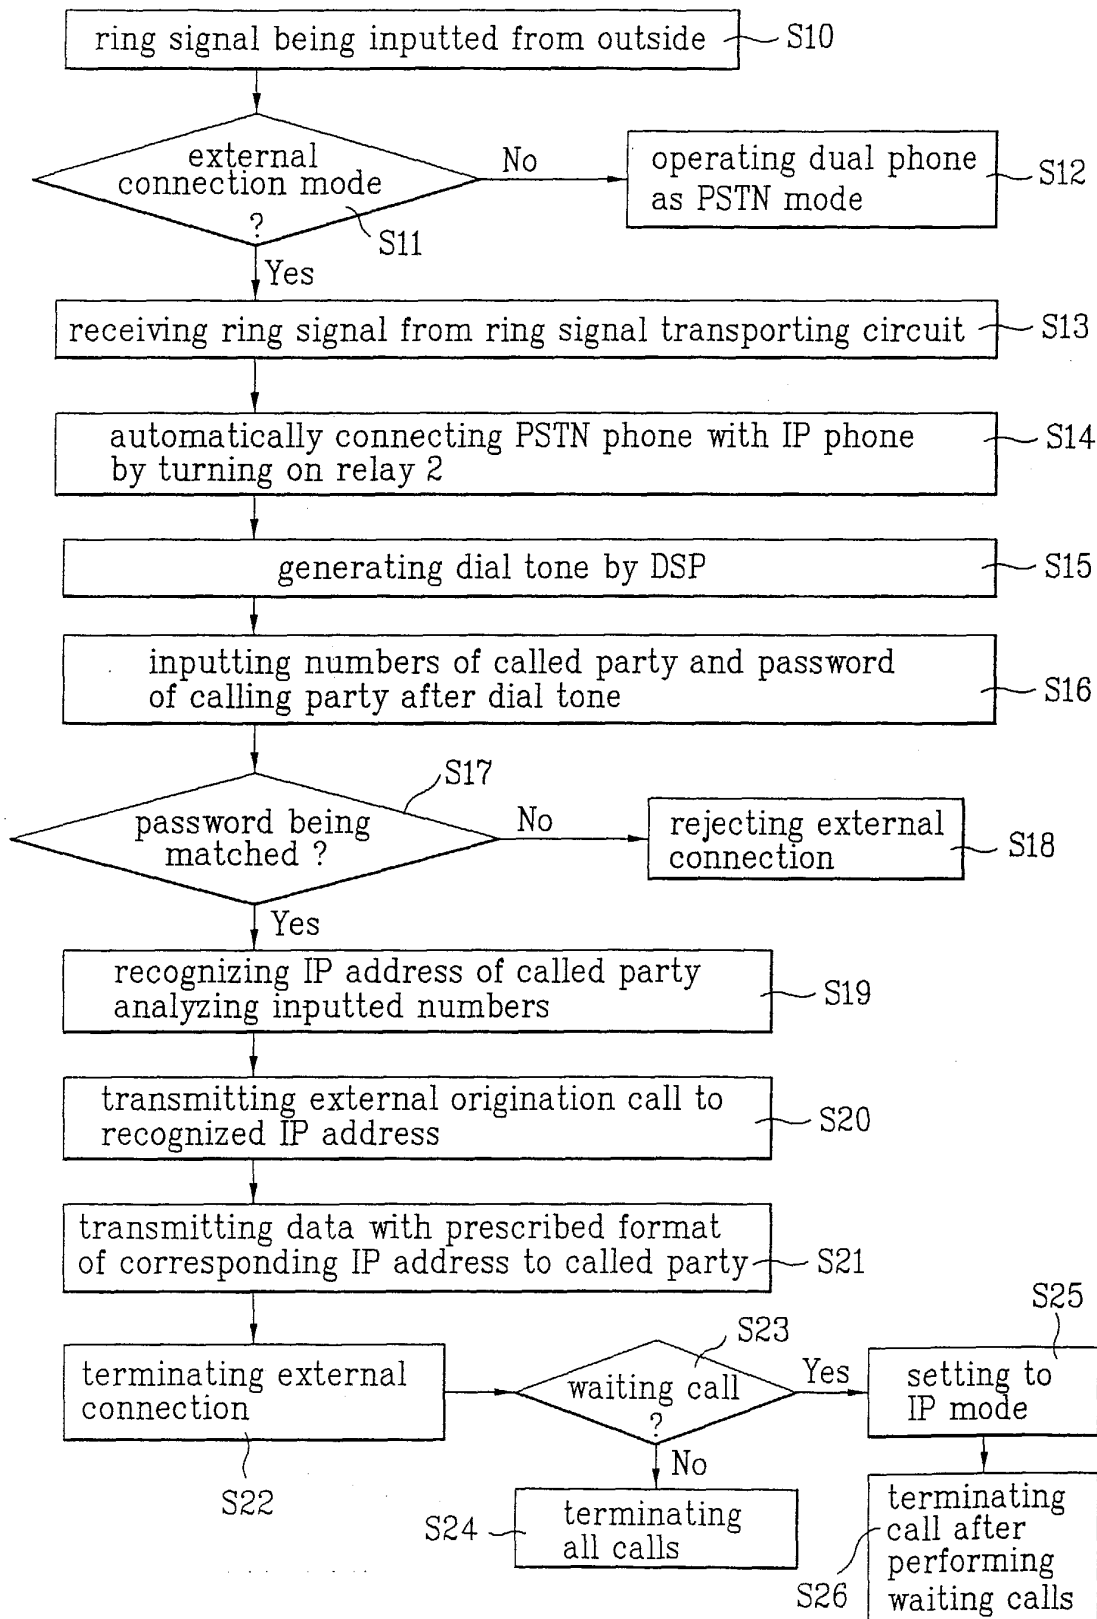 ring signal being inputted from outside
S10
external
connection mode
?
S11
No
operating dual phone
as PSTN mode
S12
Yes
receiving ring signal from ring signal transporting circuit
S13
automatically connecting PSTN phone with IP phone
by turning on relay 2
S14
generating dial tone by DSP
S15
inputting numbers of called party and password
of calling party after dial tone
S16
S17
password being
matched ?
No
rejecting external
connection
S18
Yes
recognizing IP address of called party
analyzing inputted numbers
S19
transmitting external origination call to
recognized IP address
S20
transmitting data with prescribed format
of corresponding IP address to called party
S21
terminating external
connection
S22
S23
waiting call
?
Yes
S25
setting to
IP mode
No
S24
terminating
all calls
terminating
call after
performing
waiting calls
S26